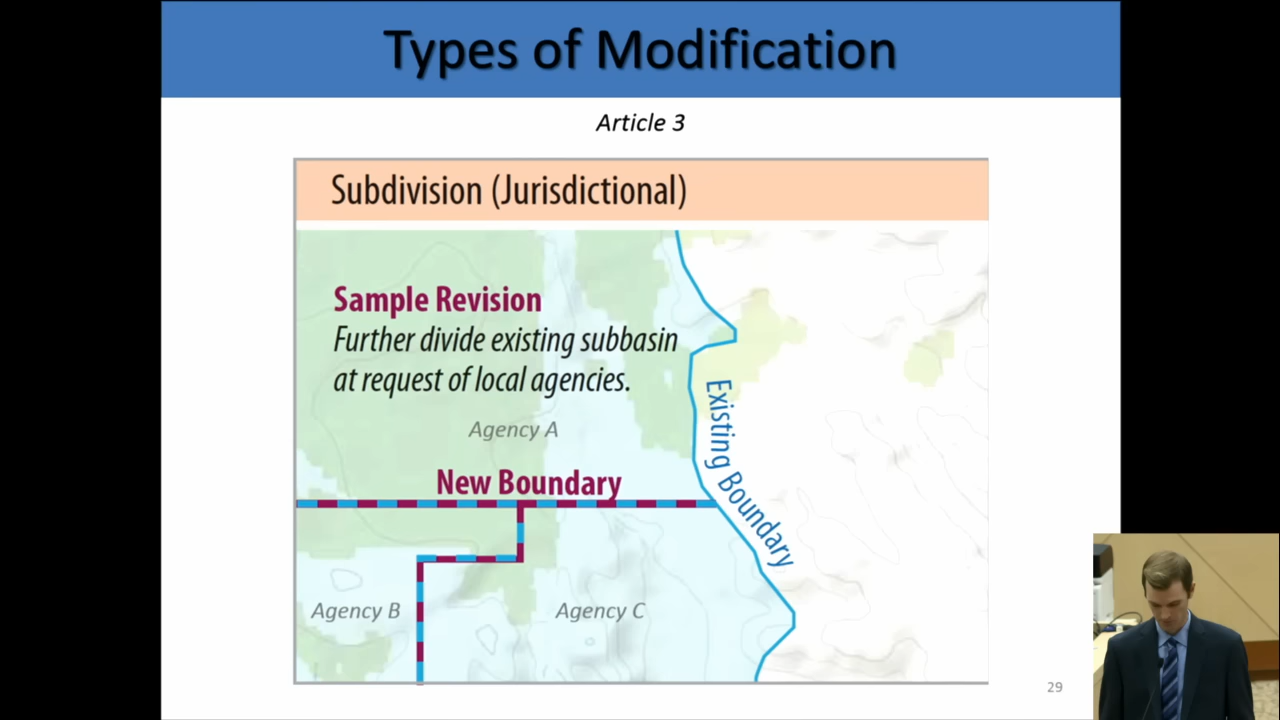 Types of Modification
Article 3
Subdivision (Jurisdictional)
Sample Revision
Further divide existing subbasin
at request of local agencies.
Agency A
New Boundary
Existing Boundary
Agency B
Agency C
29